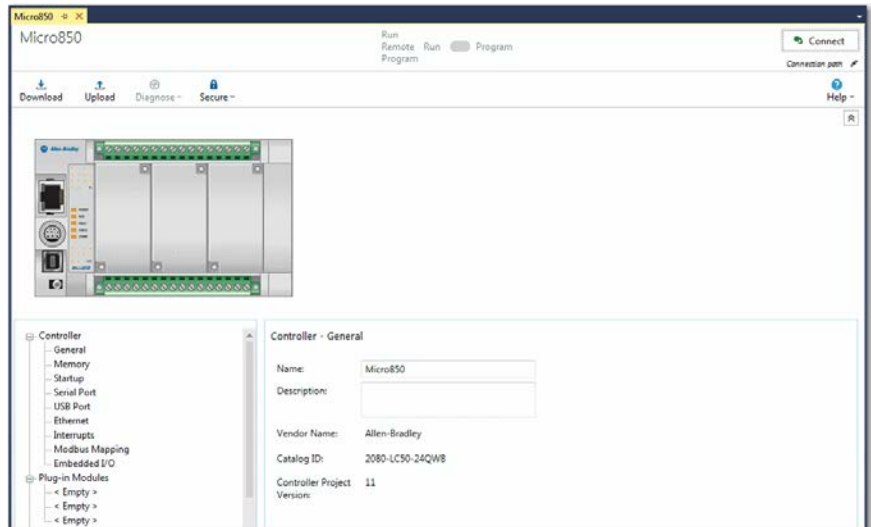 Micro850
Micro850
Run
Remote Run Program
Program
Connect
Connection path
Download Upload Diagnose Secure
Help
Allen-Bradley
Controller
General
Memory
Startup
Serial Port
USB Port
Ethernet
Interrupts
Modbus Mapping
Embedded I/O
Plug-in Modules
< Empty >
< Empty >
< Empty >
Controller - General
Name: Micro850
Description:
Vendor Name: Allen-Bradley
Catalog ID: 2080-LC50-24QWB
Controller Project 11
Version: